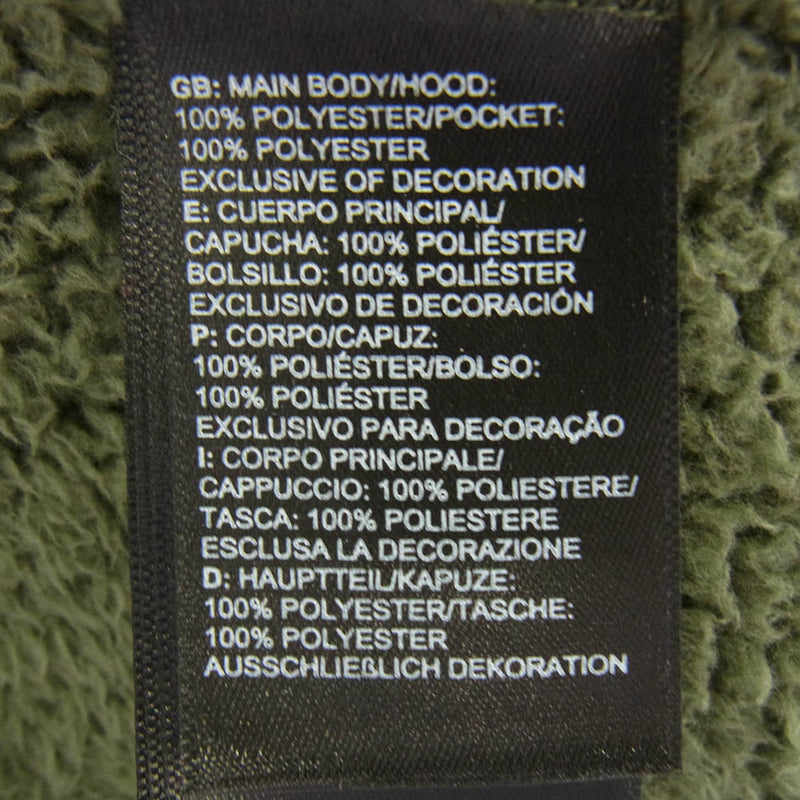 GB: MAIN BODY/HOOD:
100% POLYESTER/POCKET:
100% POLYESTER
EXCLUSIVE OF DECORATION
E: CUERPO PRINCIPAL/
CAPUCHA: 100% POLIÉSTER/
BOLSILLO: 100% POLIÉSTER
EXCLUSIVO DE DECORACIÓN
P: CORPO/CAPUZ:
100% POLIÉSTER/BOLSO:
100% POLIÉSTER
EXCLUSIVO PARA DECORAÇÃO
I: CORPO PRINCIPALE/
CAPPUCCIO: 100% POLIESTERE/
TASCA: 100% POLIESTERE
ESCLUSA LA DECORAZIONE
D: HAUPTTEIL/KAPUZE:
100% POLYESTER/TASCHE:
100% POLYESTER
AUSSCHLIEßLICH DEKORATION